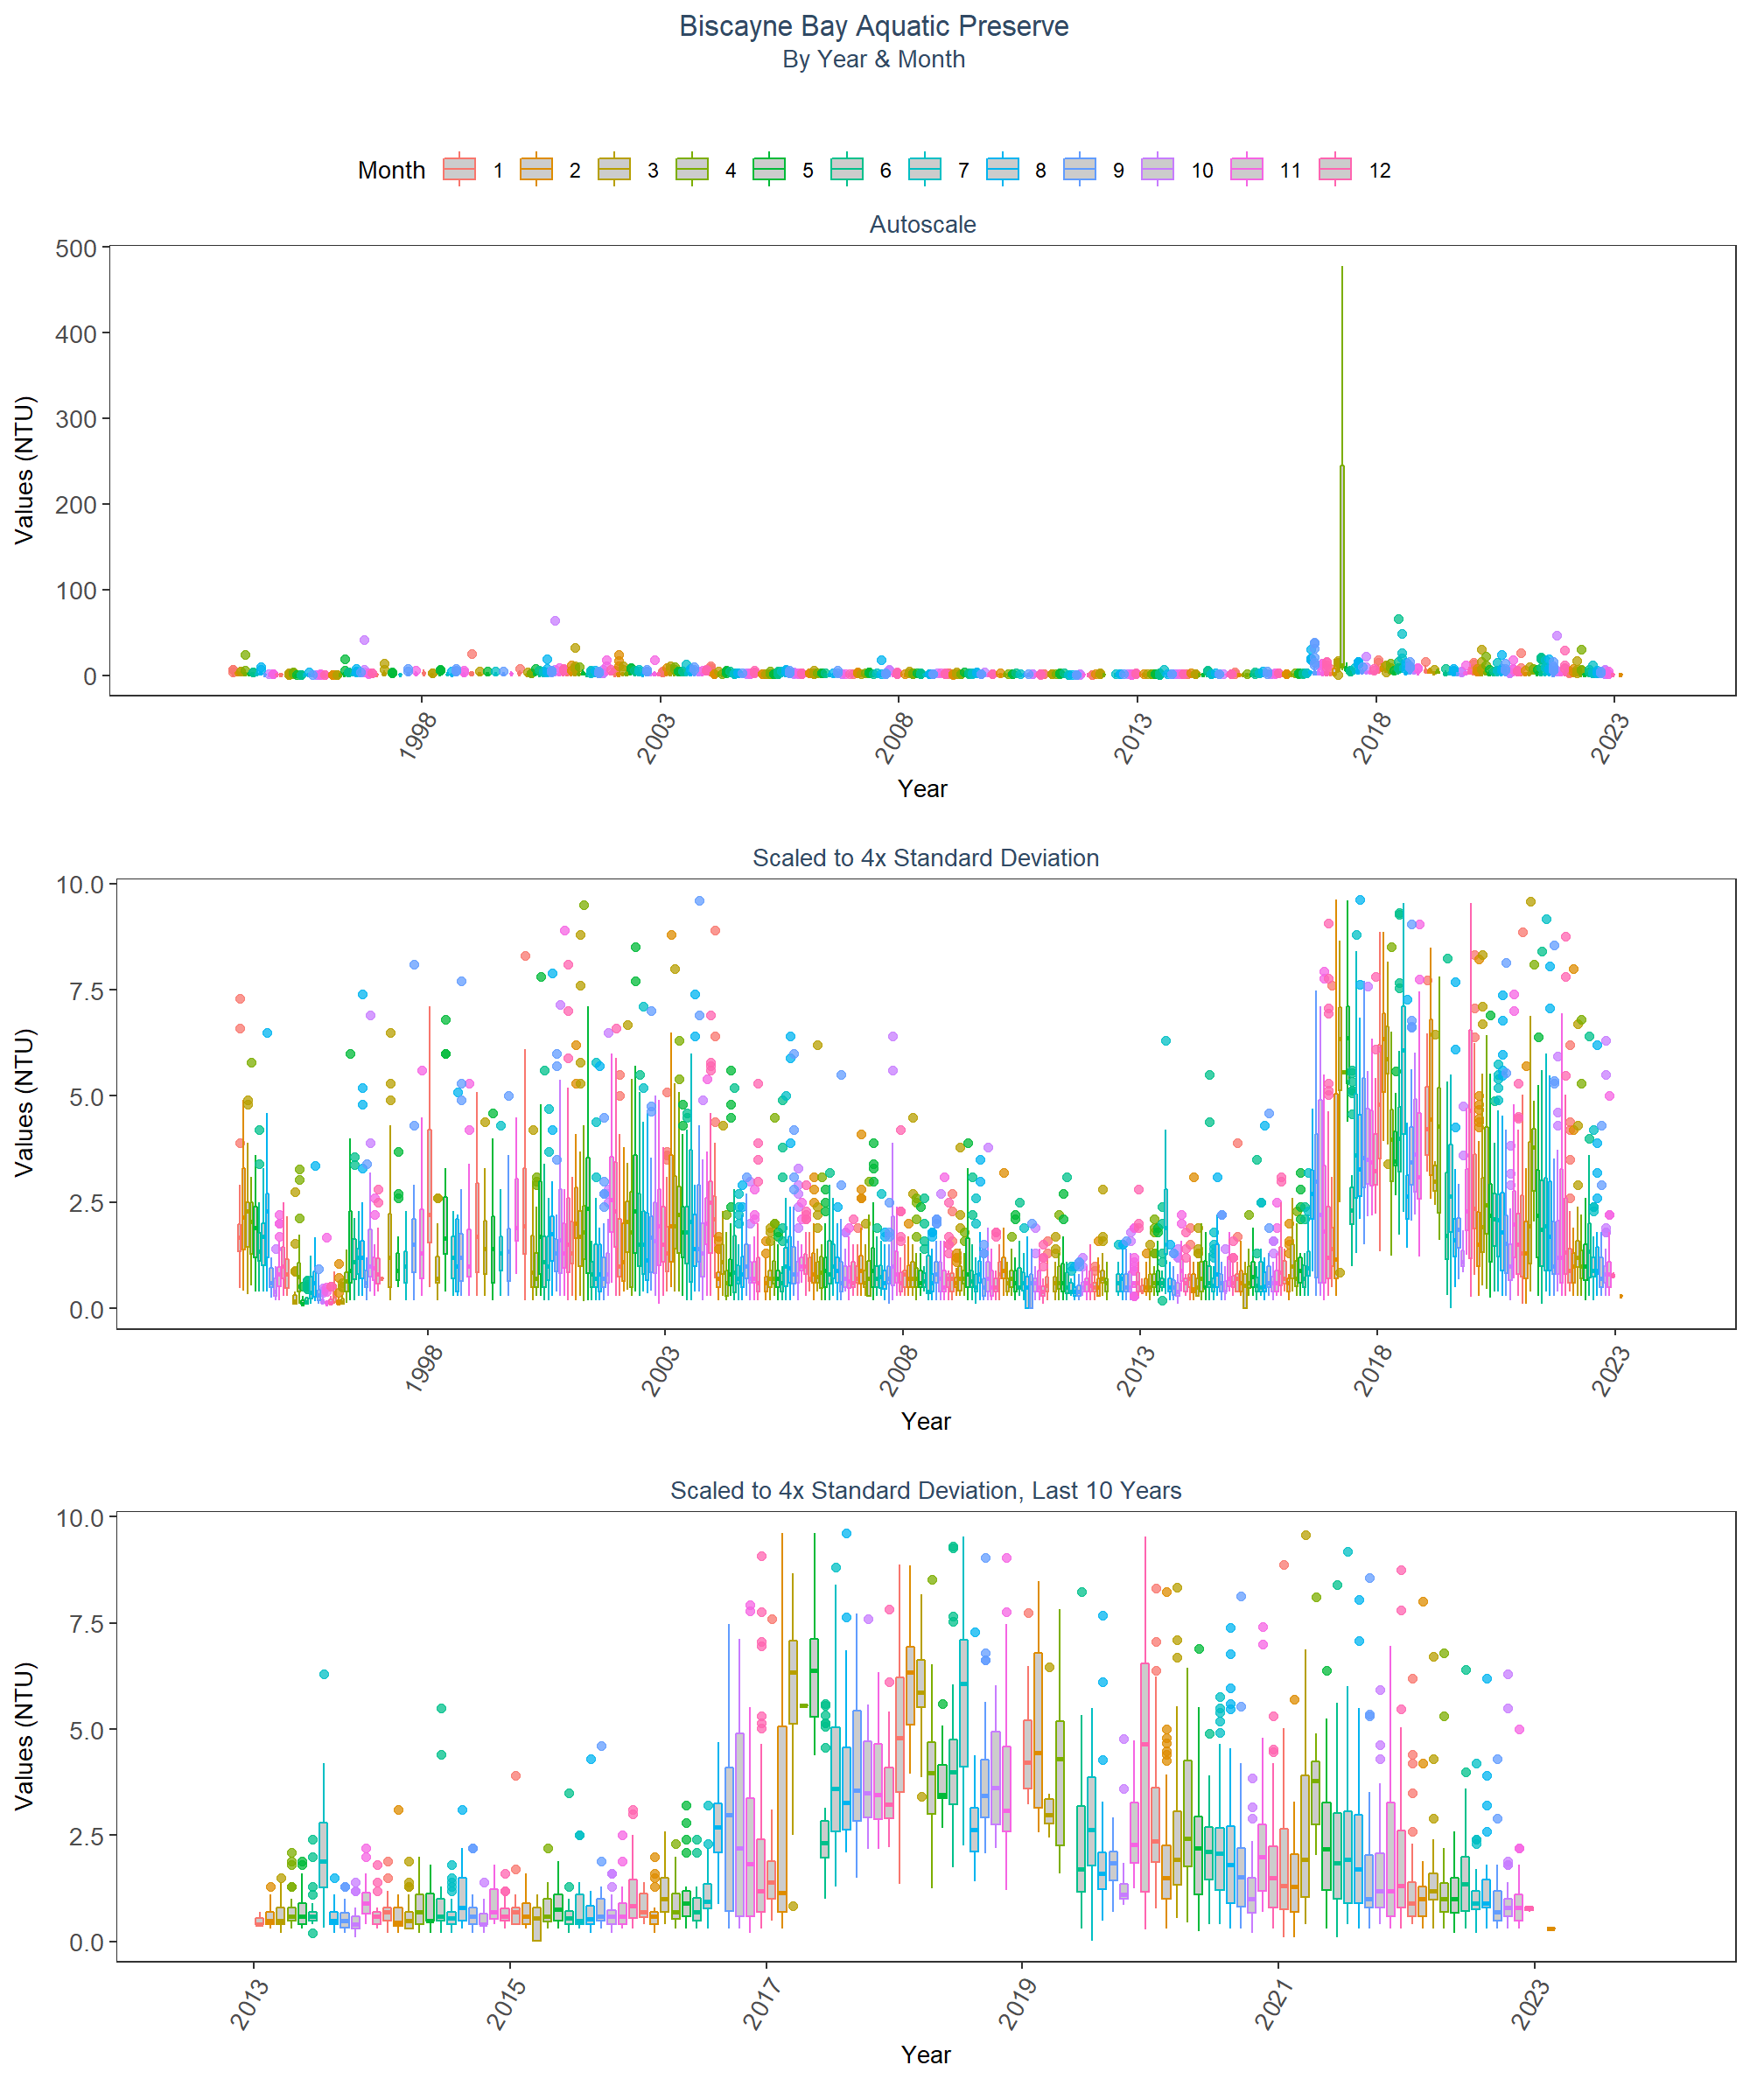 Biscayne Bay Aquatic Preserve
By Year & Month
Month 1 2 3 4 5 6 7 8 9 10 11 12
Autoscale
500
400
300
200
100
0
Values (NTU)
1998 2003 2008 2013 2018 2023
Year
Scaled to 4x Standard Deviation
10.0
7.5
5.0
2.5
0.0
Values (NTU)
1998 2003 2008 2013 2018 2023
Year
Scaled to 4x Standard Deviation, Last 10 Years
10.0
7.5
5.0
2.5
0.0
Values (NTU)
2013 2015 2017 2019 2021 2023
Year